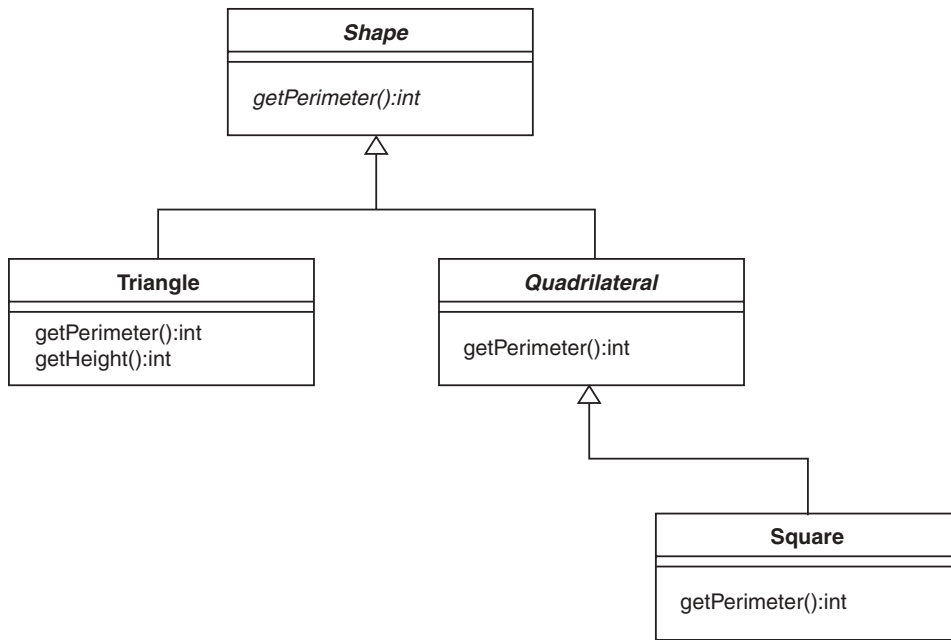 Shape
getPerimeter():int
Triangle
getPerimeter():int
getHeight():int
Quadrilateral
getPerimeter():int
Square
getPerimeter():int